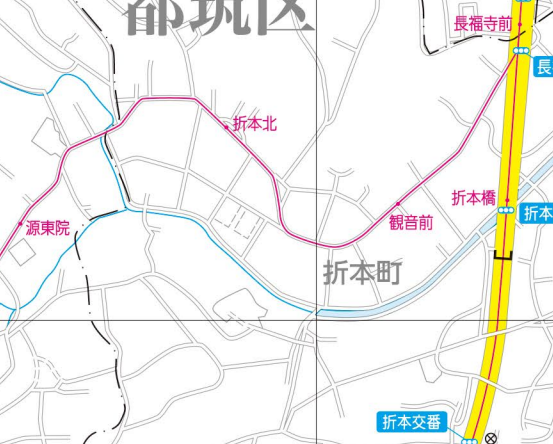 都筑区
長福寺前
長
折本北
折本橋
折本
観音前
源東院
折本町
折本交番